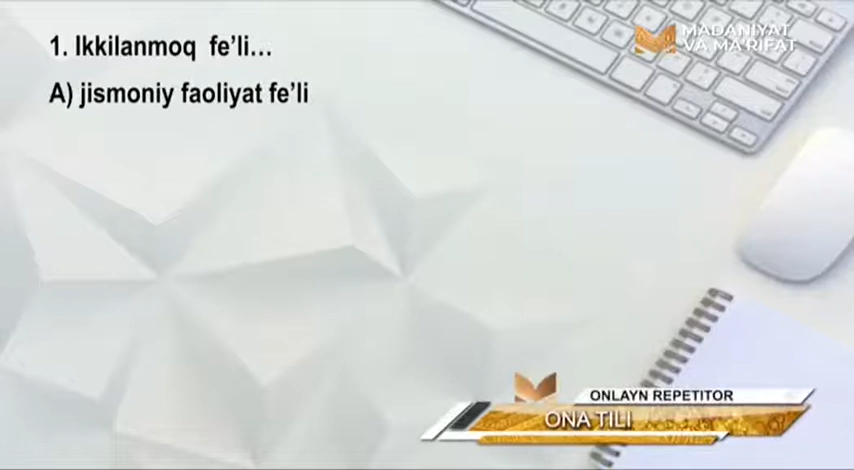 1. Ikkilanmoq fe’li...
A) jismoniy faoliyat fe’li
MADANIYAT
VA MA'RIFAT
ONLAYN REPETITOR
ONA TILI